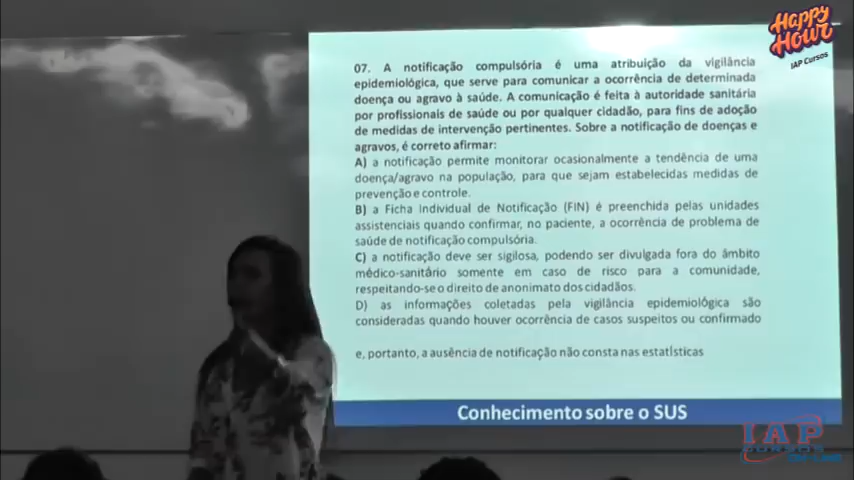 Happy
Hour
IAP Cursos
07. A notificação compulsória é uma atribuição da vigilância
epidemiológica, que serve para comunicar a ocorrência de determinada
doença ou agravo à saúde. A comunicação é feita à autoridade sanitária
por profissionais de saúde ou por qualquer cidadão, para fins de adoção
de medidas de intervenção pertinentes. Sobre a notificação de doenças e
agravos, é correto afirmar:
A) a notificação permite monitorar ocasionalmente a tendência de uma
doença/agravo na população, para que sejam estabelecidas medidas de
prevenção e controle.
B) a Ficha Individual de Notificação (FIN) é preenchida pelas unidades
assistenciais quando confirmar, no paciente, a ocorrência de problema de
saúde de notificação compulsória.
C) a notificação deve ser sigilosa, podendo ser divulgada fora do âmbito
médico-sanitário somente em caso de risco para a comunidade,
respeitando-se o direito de anonimato dos cidadãos.
D) as informações coletadas pela vigilância epidemiológica são
consideradas quando houver ocorrência de casos suspeitos ou confirmado
e, portanto, a ausência de notificação não consta nas estatísticas
Conhecimento sobre o SUS
IAP
CURSOS